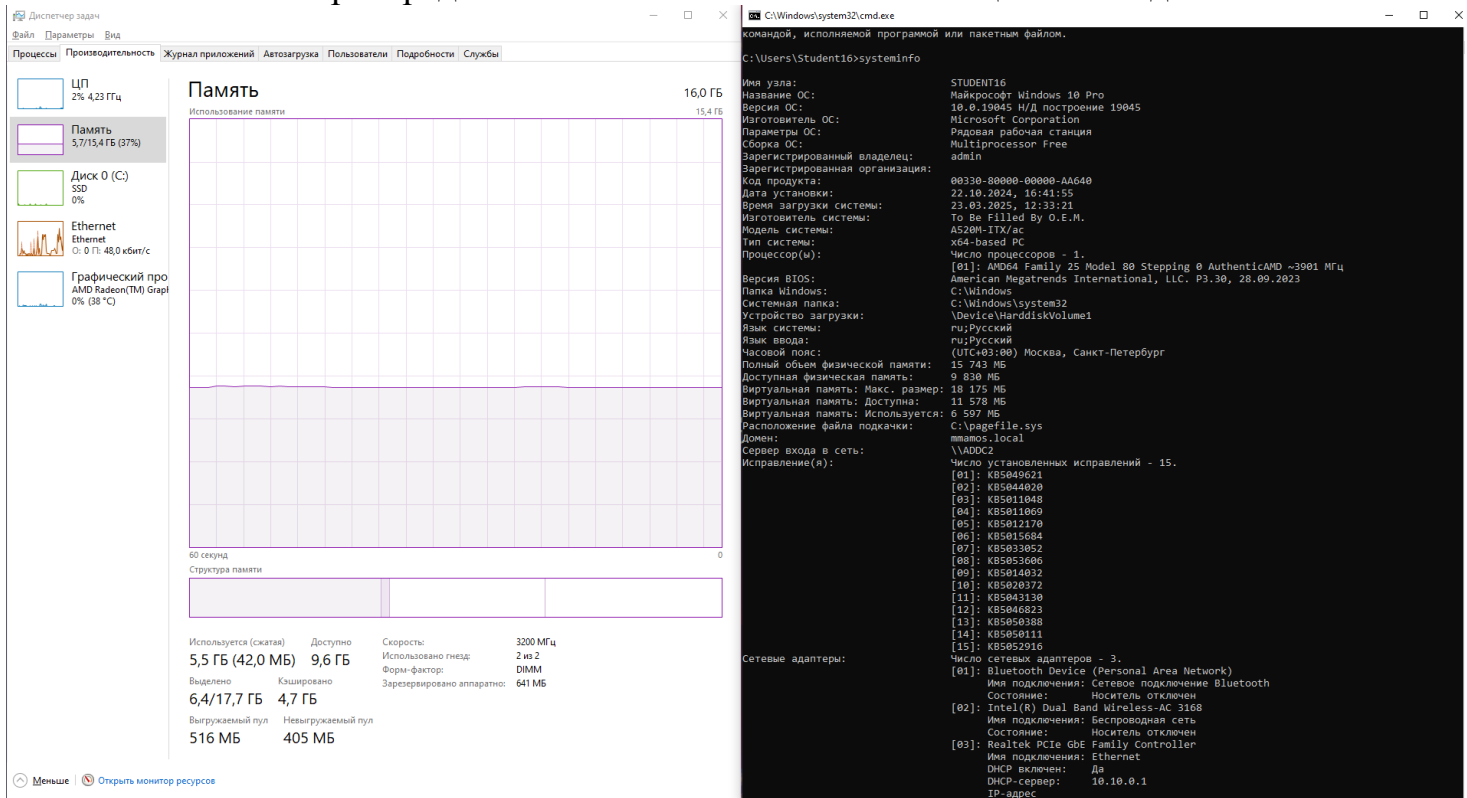 Диспетчер задач
Файл Параметры Вид
Процессы Производительность Журнал приложений Автозагрузка Пользователи Подробности Службы
ЦП
2% 4,23 ГГц
Память
5,7/15,4 ГБ (37%)
Диск 0 (C:)
SSD
0%
Ethernet
Ethernet
О: 0 П: 48,0 кбит/с
Графический про
AMD Radeon(TM) Graph
0% (38 °C)
Память 16,0 ГБ
Использование памяти 15,4 ГБ
60 секунд 0
Структура памяти
Используется (сжатая) Доступно
5,5 ГБ (42,0 МБ) 9,6 ГБ
Выделено Кэшировано
6,4/17,7 ГБ 4,7 ГБ
Выгружаемый пул Невыгружаемый пул
516 МБ 405 МБ
Скорость: 3200 МГц
Использовано гнезд: 2 из 2
Форм-фактор: DIMM
Зарезервировано аппаратно: 641 МБ
Меньше Открыть монитор ресурсов
C:\Windows\system32\cmd.exe
командой, исполняемой программой или пакетным файлом.
C:\Users\Student16>systeminfo
Имя узла: STUDENT16
Название ОС: Майкрософт Windows 10 Pro
Версия ОС: 10.0.19045 Н/Д построение 19045
Изготовитель ОС: Microsoft Corporation
Параметры ОС: Рядовая рабочая станция
Сборка ОС: Multiprocessor Free
Зарегистрированный владелец: admin
Зарегистрированная организация:
Код продукта: 00330-80000-00000-AA640
Дата установки: 22.10.2024, 16:41:55
Время загрузки системы: 23.03.2025, 12:33:21
Изготовитель системы: To Be Filled By O.E.M.
Модель системы: A520M-ITX/ac
Тип системы: x64-based PC
Процессор(ы): Число процессоров - 1.
[01]: AMD64 Family 25 Model 80 Stepping 0 AuthenticAMD ~3901 МГц
Версия BIOS: American Megatrends International, LLC. P3.30, 28.09.2023
Папка Windows: C:\Windows
Системная папка: C:\Windows\system32
Устройство загрузки: \Device\HarddiskVolume1
Язык системы: ru;Русский
Язык ввода: ru;Русский
Часовой пояс: (UTC+03:00) Москва, Санкт-Петербург
Полный объем физической памяти: 15 743 МБ
Доступная физическая память: 9 830 МБ
Виртуальная память: Макс. размер: 18 175 МБ
Виртуальная память: Доступна: 11 578 МБ
Виртуальная память: Используется: 6 597 МБ
Расположение файла подкачки: C:\pagefile.sys
Домен: mmamos.local
Сервер входа в сеть: \\ADDC2
Исправление(я): Число установленных исправлений - 15.
[01]: KB5049621
[02]: KB5044020
[03]: KB5011048
[04]: KB5011069
[05]: KB5012170
[06]: KB5015684
[07]: KB5033052
[08]: KB5053606
[09]: KB5014032
[10]: KB5020372
[11]: KB5043130
[12]: KB5046823
[13]: KB5050388
[14]: KB5050111
[15]: KB5052916
Сетевые адаптеры: Число сетевых адаптеров - 3.
[01]: Bluetooth Device (Personal Area Network)
Имя подключения: Сетевое подключение Bluetooth
Состояние: Носитель отключен
[02]: Intel(R) Dual Band Wireless-AC 3168
Имя подключения: Беспроводная сеть
Состояние: Носитель отключен
[03]: Realtek PCIe GbE Family Controller
Имя подключения: Ethernet
DHCP включен: Да
DHCP-сервер: 10.10.0.1
IP-адрес